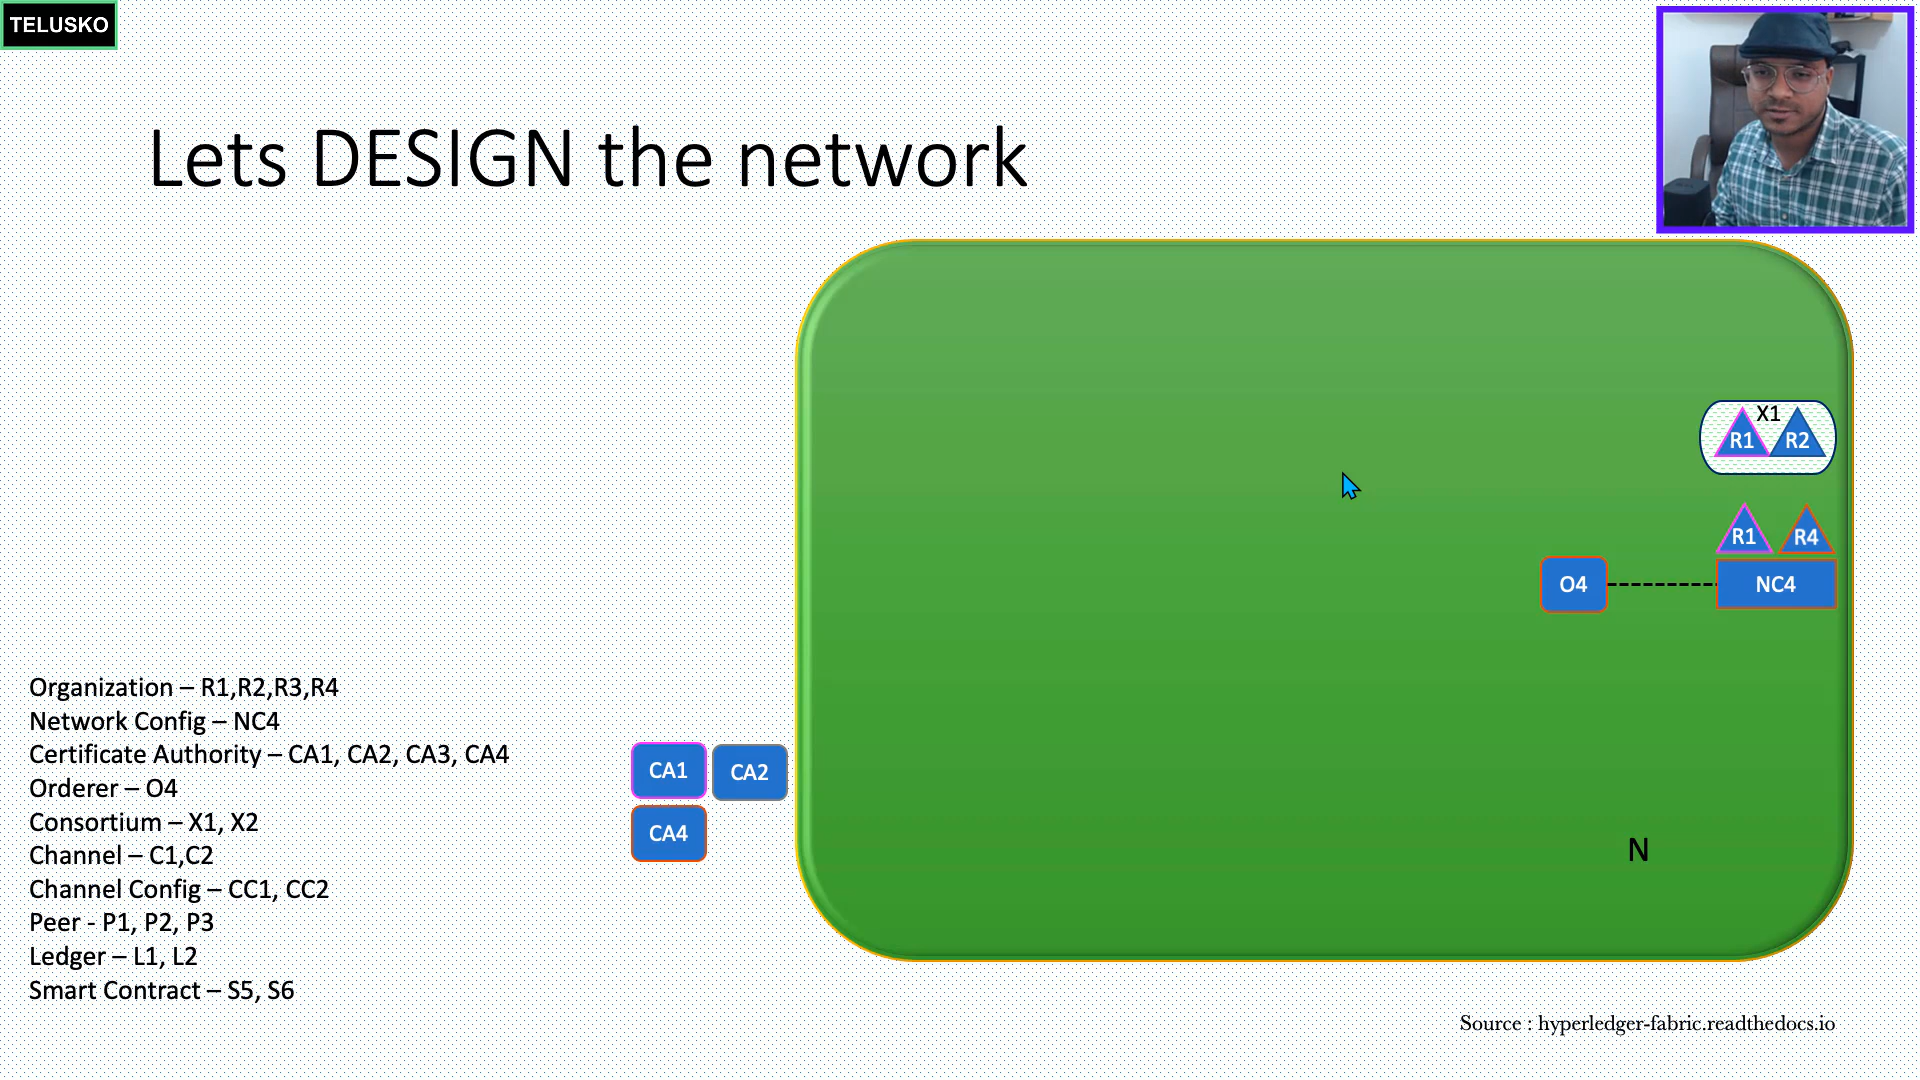 TELUSKO
Lets DESIGN the network
X1
R1 R2
R1 R4
O4 NC4
Organization – R1,R2,R3,R4
Network Config – NC4
Certificate Authority – CA1, CA2, CA3, CA4
Orderer – O4
Consortium – X1, X2
Channel – C1,C2
Channel Config – CC1, CC2
Peer - P1, P2, P3
Ledger – L1, L2
Smart Contract – S5, S6
CA1 CA2
CA4
N
Source : hyperledger-fabric.readthedocs.io